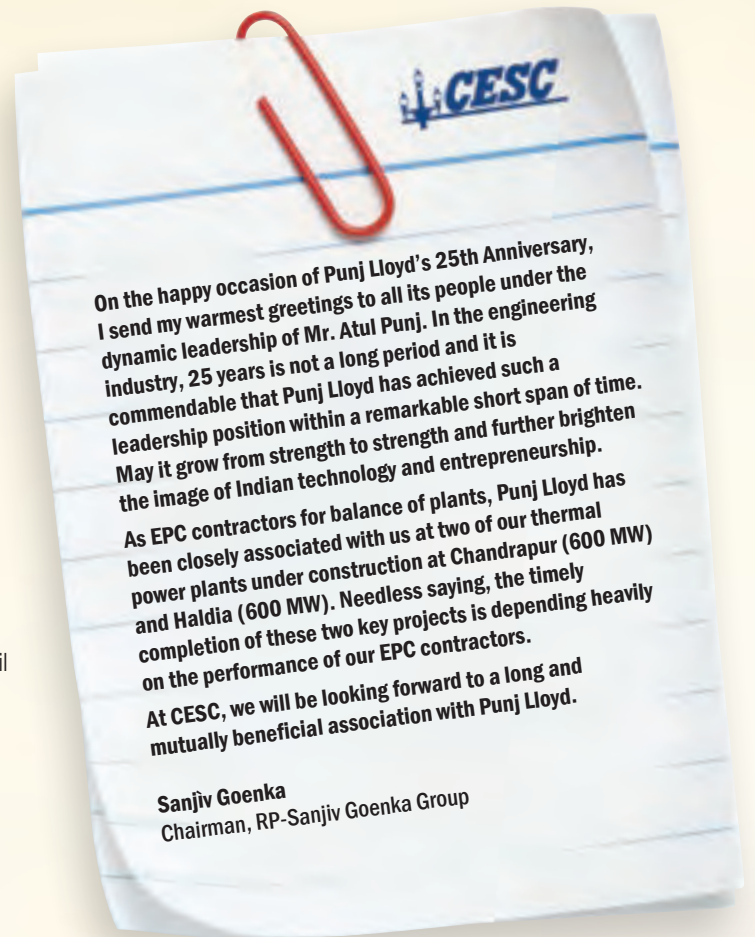 CESC
On the happy occasion of Punj Lloyd's 25th Anniversary,
I send my warmest greetings to all its people under the
dynamic leadership of Mr. Atul Punj. In the engineering
industry, 25 years is not a long period and it is
commendable that Punj Lloyd has achieved such a
leadership position within a remarkable short span of time.
May it grow from strength to strength and further brighten
the image of Indian technology and entrepreneurship.
As EPC contractors for balance of plants, Punj Lloyd has
been closely associated with us at two of our thermal
power plants under construction at Chandrapur (600 MW)
and Haldia (600 MW). Needless saying, the timely
completion of these two key projects is depending heavily
on the performance of our EPC contractors.
At CESC, we will be looking forward to a long and
mutually beneficial association with Punj Lloyd.
Sanjiv Goenka
Chairman, RP-Sanjiv Goenka Group